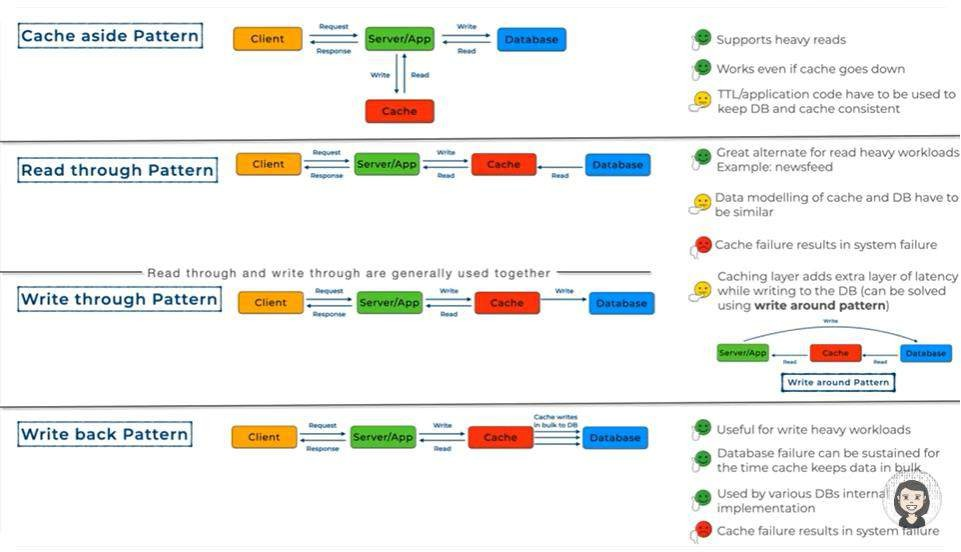 Cache aside Pattern
Client
Request
Response
Server/App
Write
Read
Database
Write
Read
Cache
Supports heavy reads
Works even if cache goes down
TTL/application code have to be used to
keep DB and cache consistent
Read through Pattern
Client
Request
Response
Server/App
Write
Read
Cache
Read
Database
Great alternate for read heavy workloads
Example: newsfeed
Data modelling of cache and DB have to
be similar
Cache failure results in system failure
Read through and write through are generally used together
Write through Pattern
Client
Request
Response
Server/App
Write
Read
Cache
Write
Database
Caching layer adds extra layer of latency
while writing to the DB (can be solved
using write around pattern)
Write
Server/App
Read
Cache
Read
Database
Write around Pattern
Write back Pattern
Client
Request
Response
Server/App
Write
Read
Cache
Cache writes
in bulk to DB
Database
Useful for write heavy workloads
Database failure can be sustained for
the time cache keeps data in bulk
Used by various DBs internal
implementation
Cache failure results in system failure